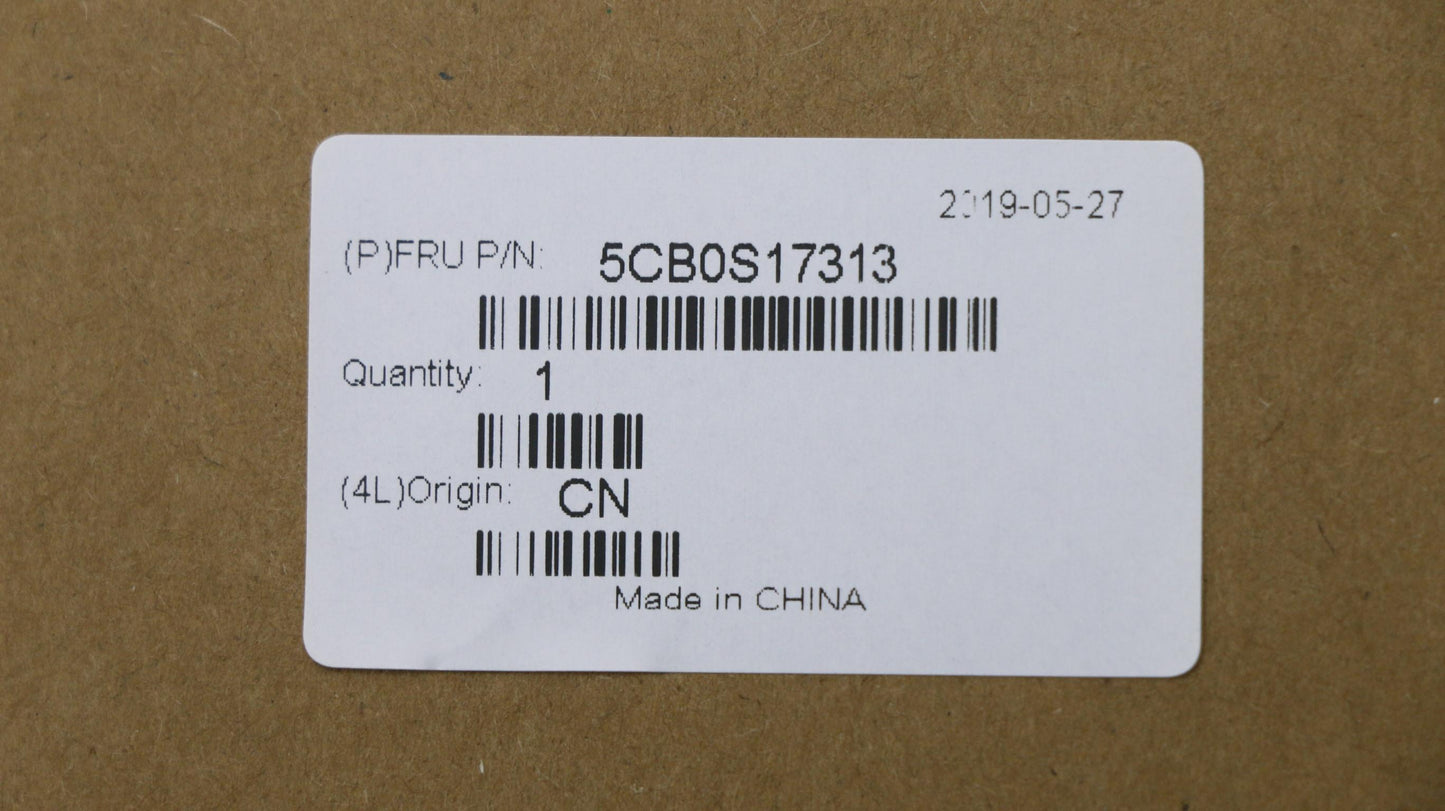 2019-05-27
(P)FRU P/N: 5CB0S17313
Quantity: 1
(4L)Origin: CN
Made in CHINA